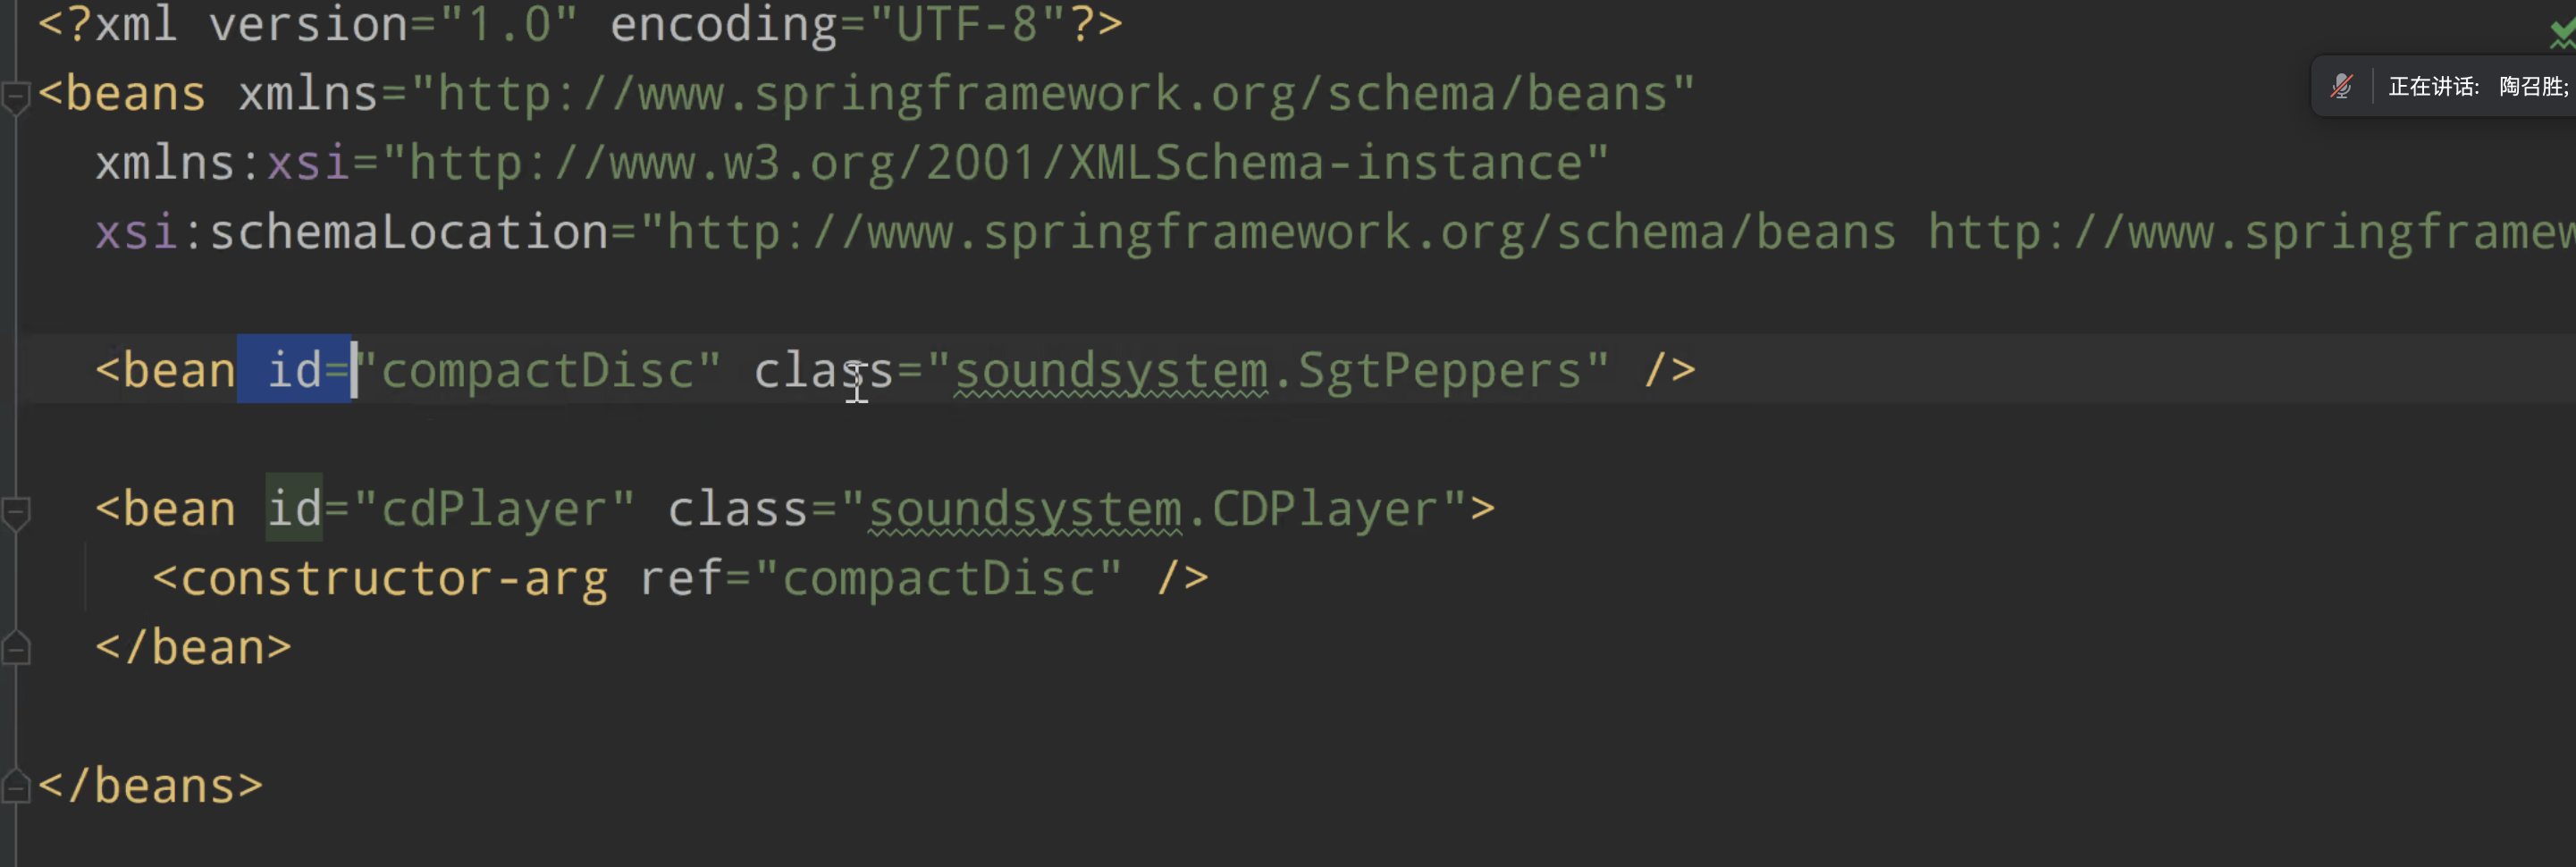 <?xml version="1.0" encoding="UTF-8"?>
<beans xmlns="http://www.springframework.org/schema/beans"
正在讲话: 陶召胜;
xmlns:xsi="http://www.w3.org/2001/XMLSchema-instance"
xsi:schemaLocation="http://www.springframework.org/schema/beans http://www.springframew
<bean id="compactDisc" class="soundsystem.SgtPeppers" />
<bean id="cdPlayer" class="soundsystem.CDPlayer">
<constructor-arg ref="compactDisc" />
</bean>
</beans>